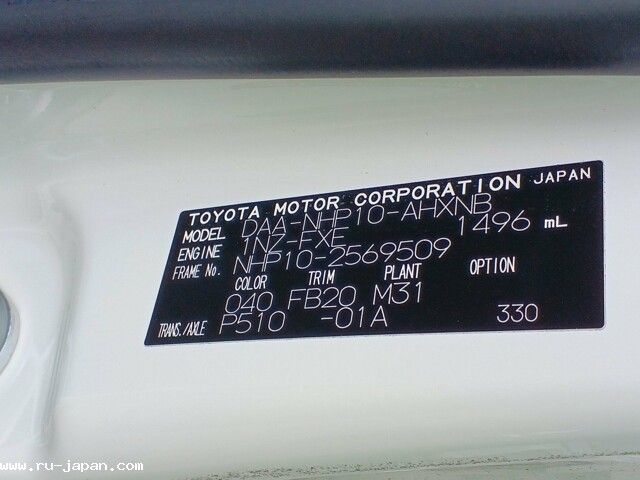 TOYOTA MOTOR CORPORATION JAPAN
MODEL DAA-NHP10-AHXNB
ENGINE 1NZ-FXE 1496 mL
FRAME No. NHP10-2569509
COLOR TRIM PLANT OPTION
040 FB20 M31
TRANS./AXLE P510 -01A 330
www.ru-japan.com